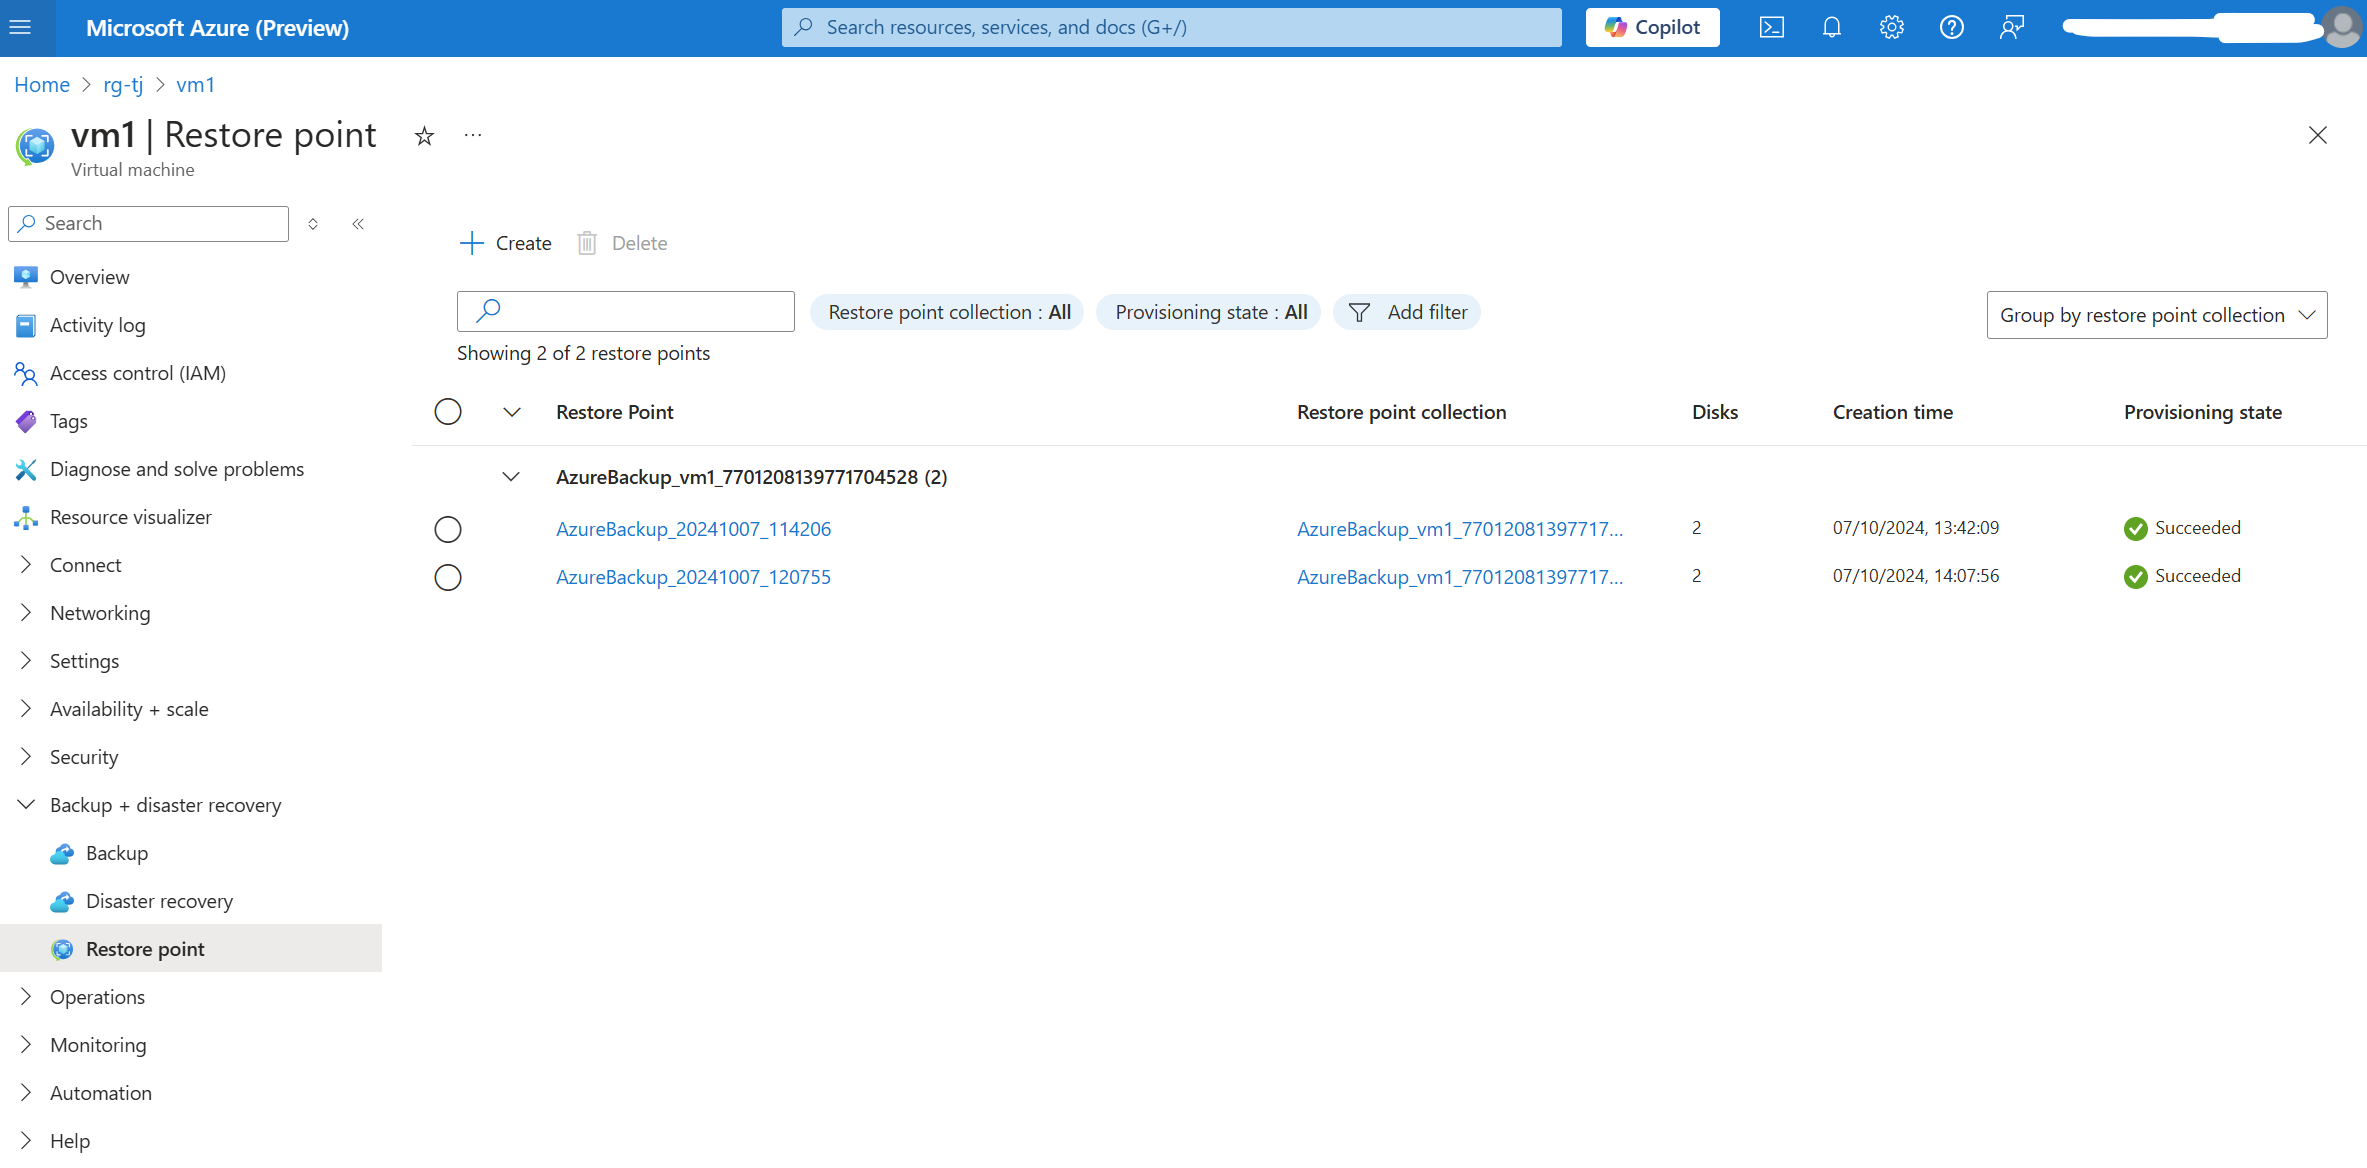 Microsoft Azure (Preview)
Search resources, services, and docs (G+/)
Copilot
Home > rg-tj > vm1
vm1 | Restore point
Virtual machine
Search
Overview
Activity log
Access control (IAM)
Tags
Diagnose and solve problems
Resource visualizer
Connect
Networking
Settings
Availability + scale
Security
Backup + disaster recovery
Backup
Disaster recovery
Restore point
Operations
Monitoring
Automation
Help
Create Delete
Restore point collection : All Provisioning state : All Add filter
Group by restore point collection
Showing 2 of 2 restore points
Restore Point Restore point collection Disks Creation time Provisioning state
AzureBackup_vm1_7701208139771704528 (2)
AzureBackup_20241007_114206 AzureBackup_vm1_77012081397717... 2 07/10/2024, 13:42:09 Succeeded
AzureBackup_20241007_120755 AzureBackup_vm1_77012081397717... 2 07/10/2024, 14:07:56 Succeeded